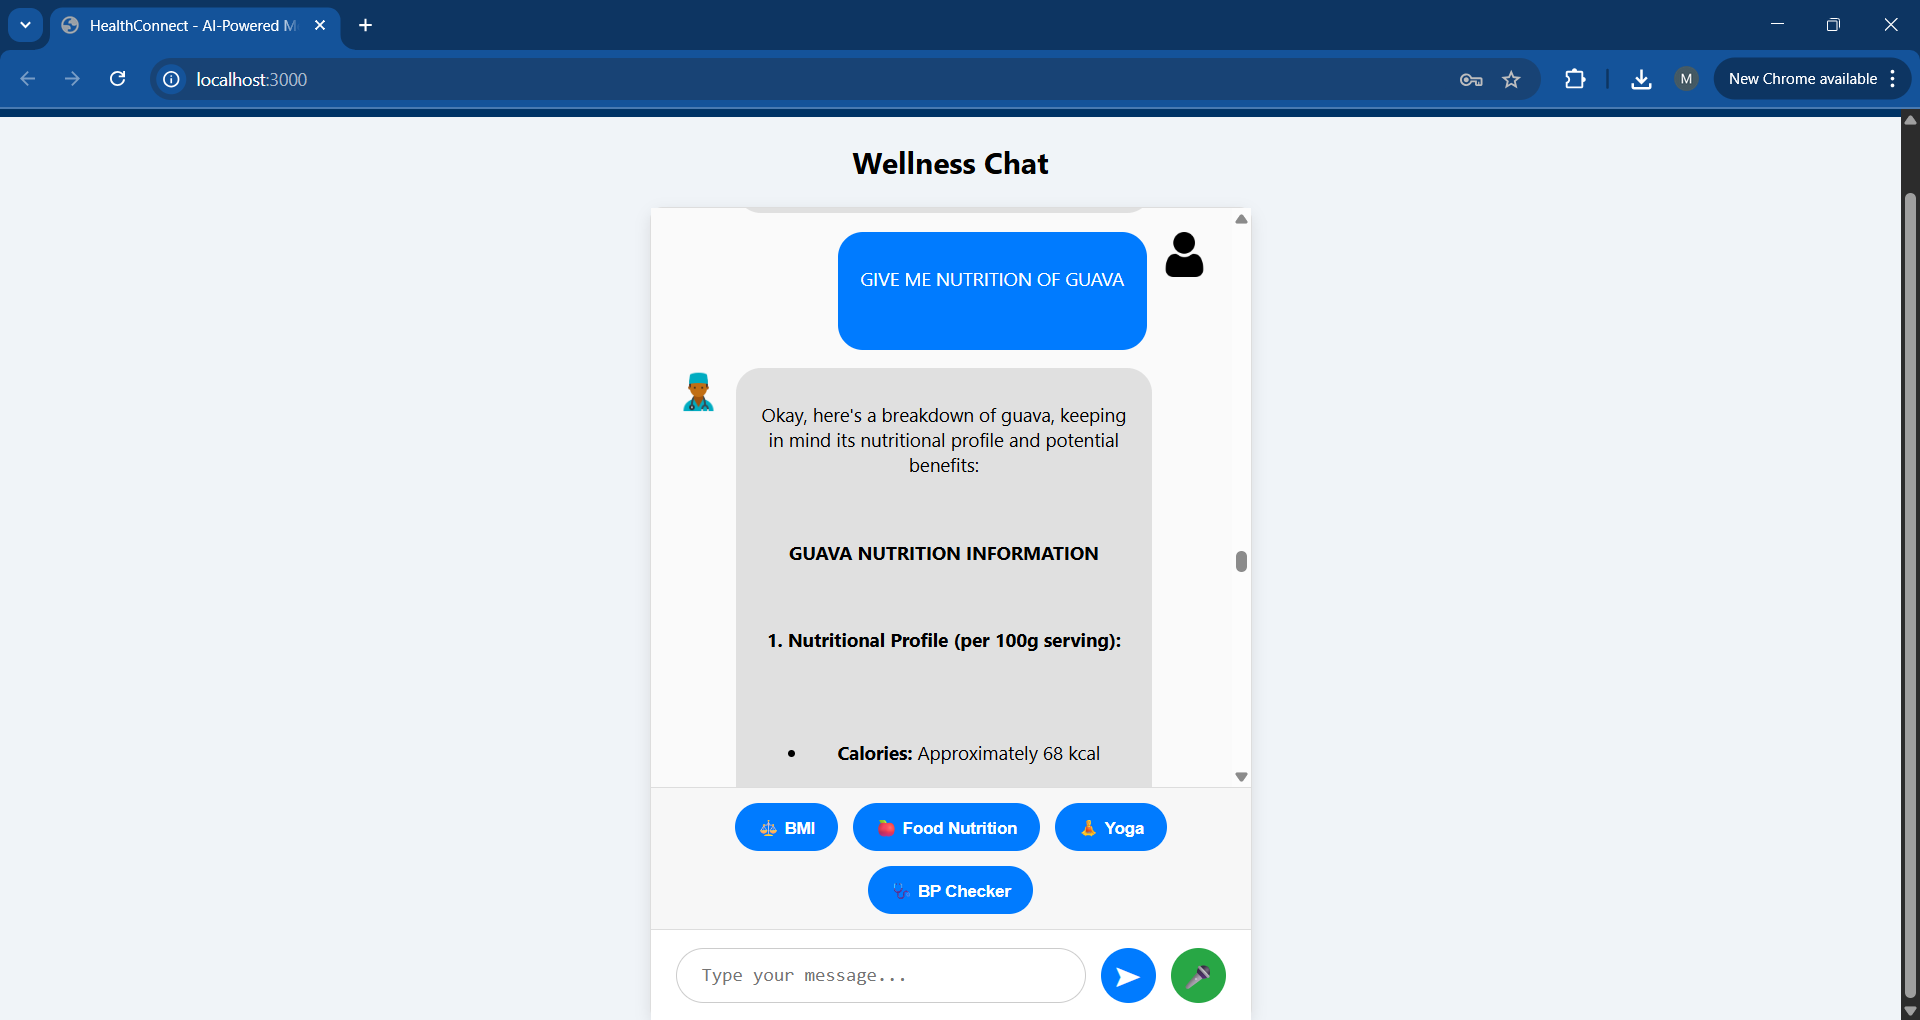 HealthConnect - AI-Powered M
localhost:3000
M
New Chrome available
Wellness Chat
GIVE ME NUTRITION OF GUAVA
Okay, here's a breakdown of guava, keeping
in mind its nutritional profile and potential
benefits:
GUAVA NUTRITION INFORMATION
1. Nutritional Profile (per 100g serving):
• Calories: Approximately 68 kcal
BMI
Food Nutrition
Yoga
BP Checker
Type your message...